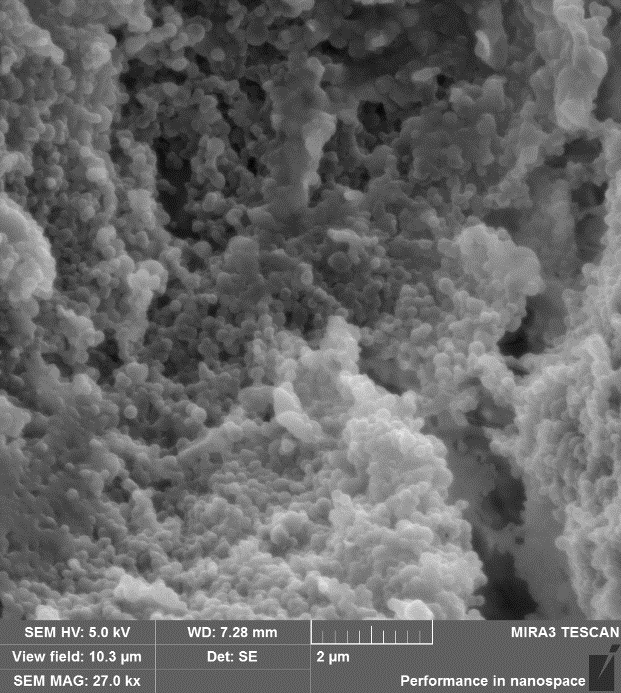 SEM HV: 5.0 kV WD: 7.28 mm MIRA3 TESCAN
View field: 10.3 µm Det: SE 2 µm
SEM MAG: 27.0 kx Performance in nanospace